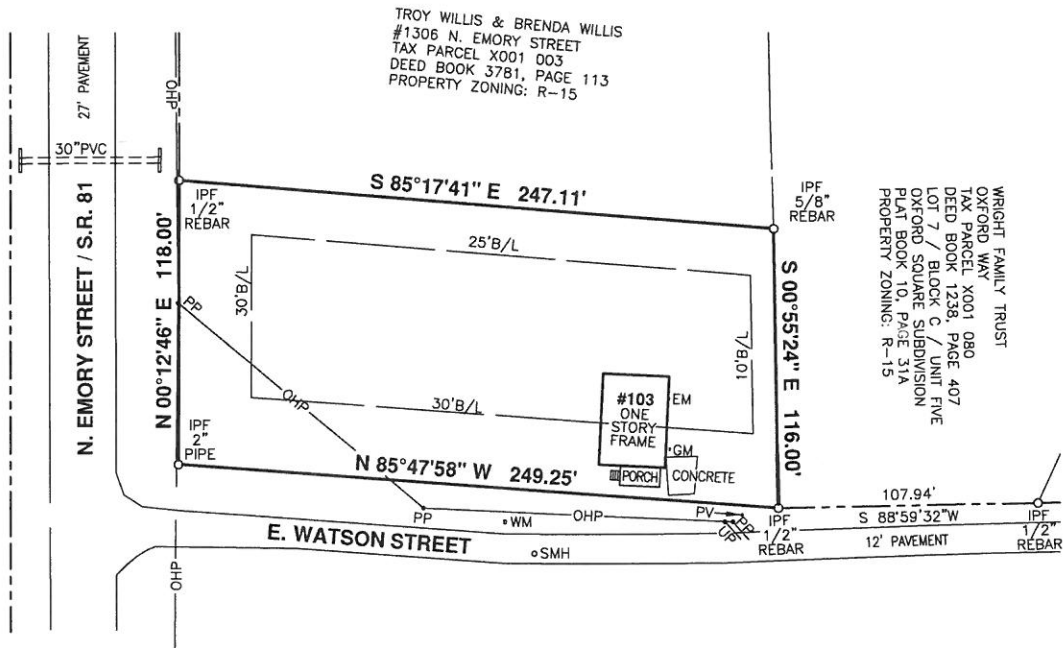 TROY WILLIS & BRENDA WILLIS
#1306 N. EMORY STREET
TAX PARCEL X001 003
DEED BOOK 3781, PAGE 113
PROPERTY ZONING: R-15
27' PAVEMENT
OHP
30"PVC
N. EMORY STREET / S.R. 81
IPF
1/2"
REBAR
S 85°17'41" E 247.11'
IPF
5/8"
REBAR
WRIGHT FAMILY TRUST
OXFORD WAY
TAX PARCEL X001 080
DEED BOOK 1238, PAGE 407
LOT 7 / BLOCK C / UNIT FIVE
OXFORD SQUARE SUBDIVISION
PLAT BOOK 10, PAGE 31A
PROPERTY ZONING: R-15
N 00°12'46" E 118.00'
25'B/L
30'B/L
10'B/L
S 00°55'24" E 116.00'
PP
OHP
30'B/L
#103
ONE
STORY
FRAME
EM
GM
PORCH
CONCRETE
IPF
2"
PIPE
N 85°47'58" W 249.25'
PP
WM
OHP
PV
PP
UP
IPF
1/2"
REBAR
107.94'
S 88°59'32"W
12' PAVEMENT
IPF
1/2"
REBAR
E. WATSON STREET
SMH
OHP